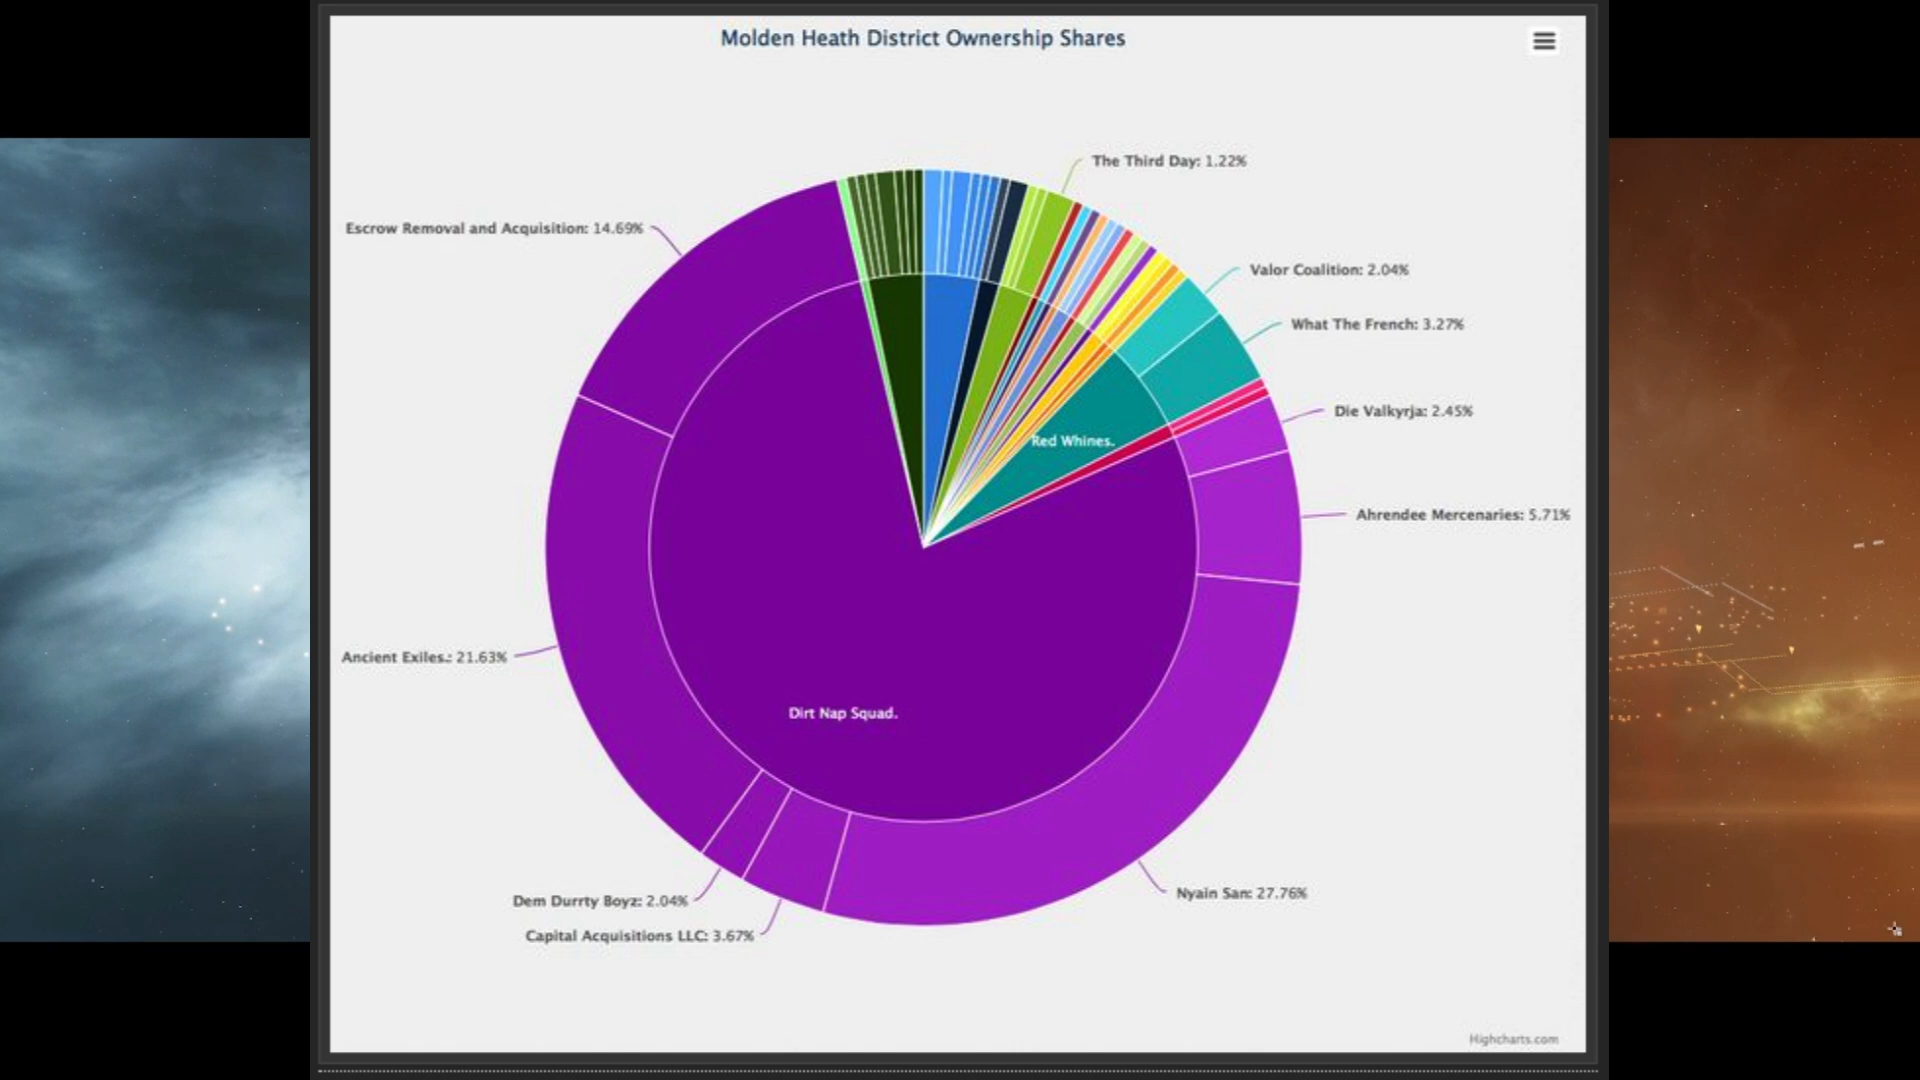 Molden Heath District Ownership Shares
The Third Day: 1.22%
Escrow Removal and Acquisition: 14.69%
Valor Coalition: 2.04%
What The French: 3.27%
Die Valkyrja: 2.45%
Red Whines.
Ahrendee Mercenaries: 5.71%
Ancient Exiles.: 21.63%
Dirt Nap Squad.
Nyain San: 27.76%
Dem Durrty Boyz: 2.04%
Capital Acquisitions LLC: 3.67%
Highcharts.com